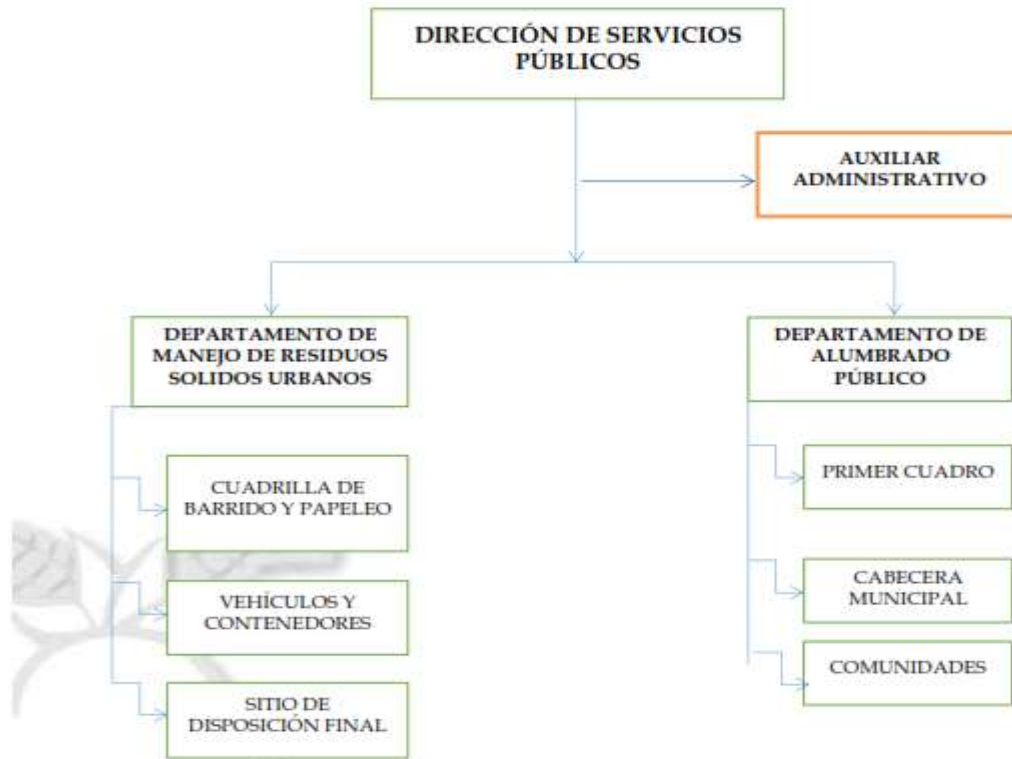 DIRECCIÓN DE SERVICIOS
PÚBLICOS
AUXILIAR
ADMINISTRATIVO
DEPARTAMENTO DE
MANEJO DE RESIDUOS
SOLIDOS URBANOS
CUADRILLA DE
BARRIDO Y PAPELEO
VEHÍCULOS Y
CONTENEDORES
SITIO DE
DISPOSICIÓN FINAL
DEPARTAMENTO DE
ALUMBRADO
PÚBLICO
PRIMER CUADRO
CABECERA
MUNICIPAL
COMUNIDADES